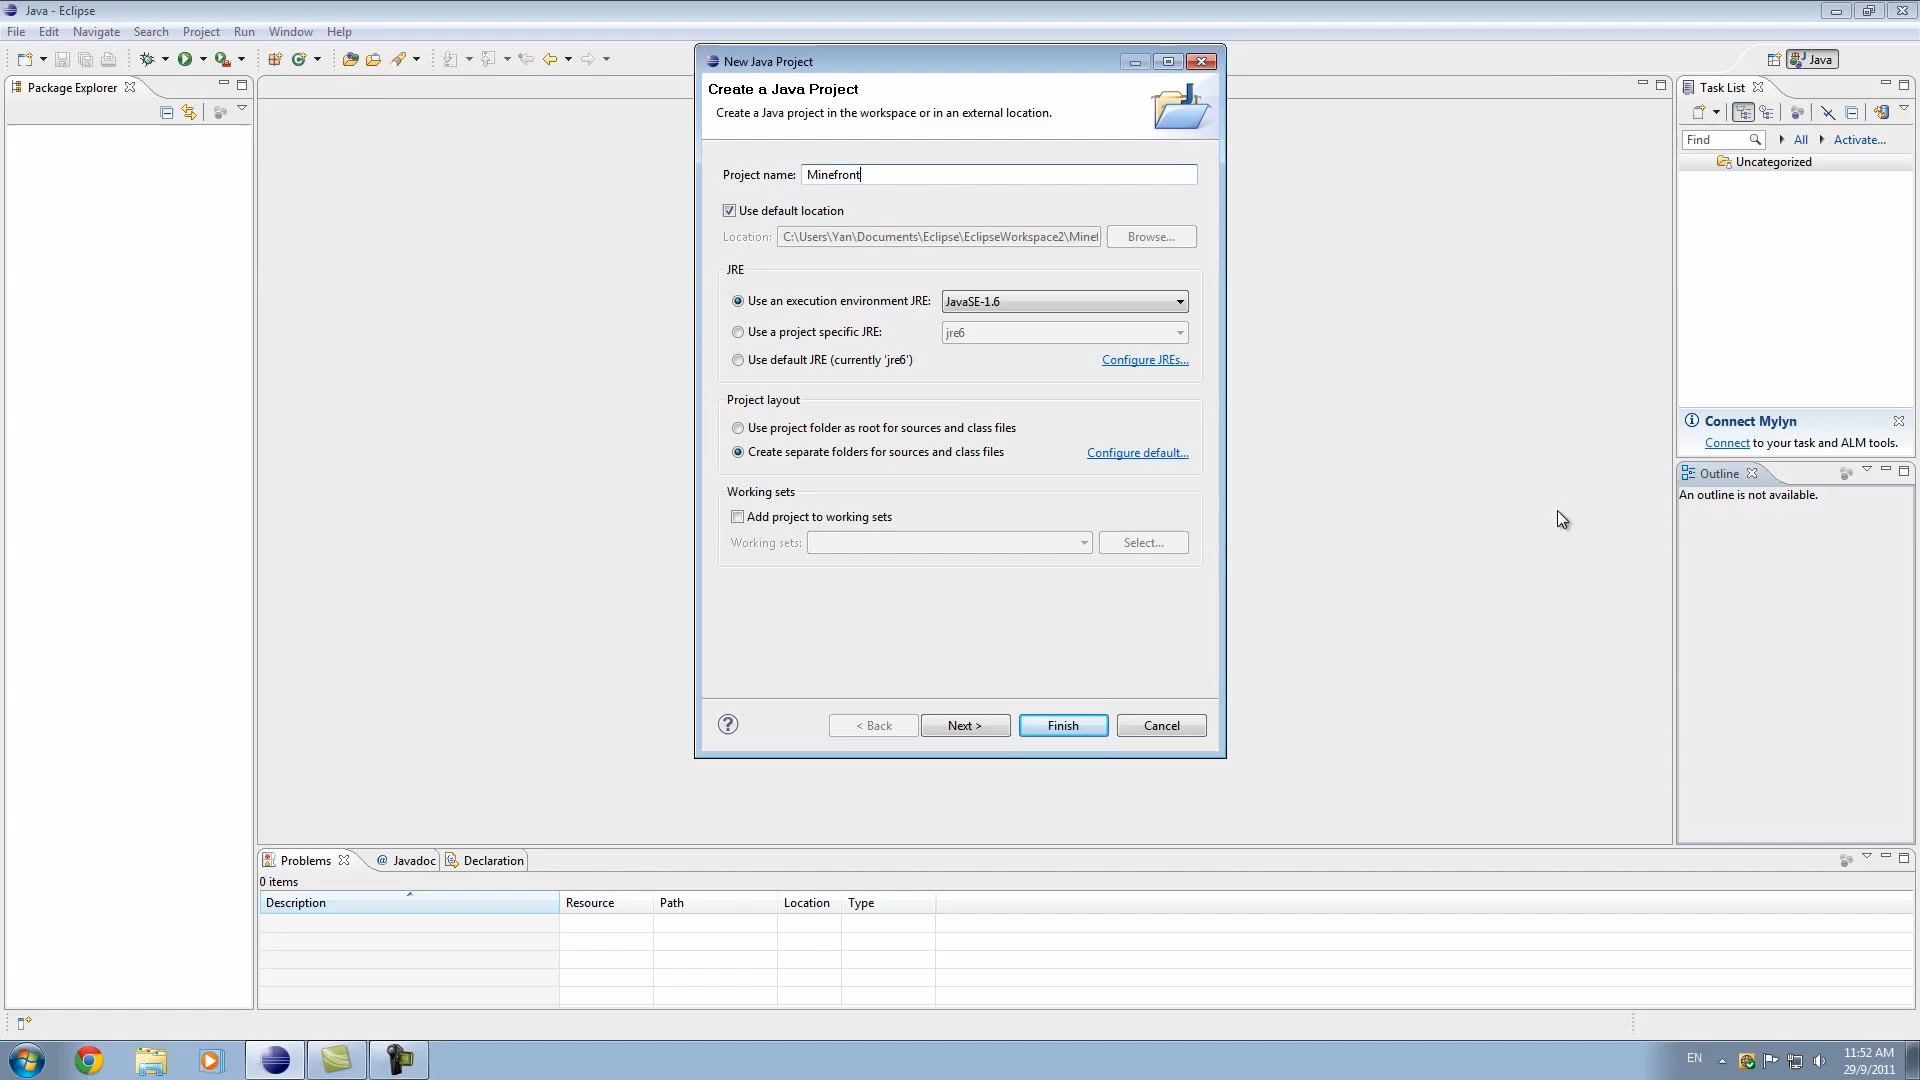 Java - Eclipse
File Edit Navigate Search Project Run Window Help
Java
Package Explorer
New Java Project
Create a Java Project
Create a Java project in the workspace or in an external location.
Project name: Minefront
Use default location
Location: C:\Users\Yan\Documents\Eclipse\EclipseWorkspace2\Minef Browse...
JRE
Use an execution environment JRE: JavaSE-1.6
Use a project specific JRE: jre6
Use default JRE (currently 'jre6') Configure JREs...
Project layout
Use project folder as root for sources and class files
Create separate folders for sources and class files Configure default...
Working sets
Add project to working sets
Working sets: Select...
< Back Next > Finish Cancel
Task List
Find All Activate...
Uncategorized
Connect Mylyn
Connect to your task and ALM tools.
Outline
An outline is not available.
Problems @ Javadoc Declaration
0 items
Description Resource Path Location Type
EN 11:52 AM
29/9/2011